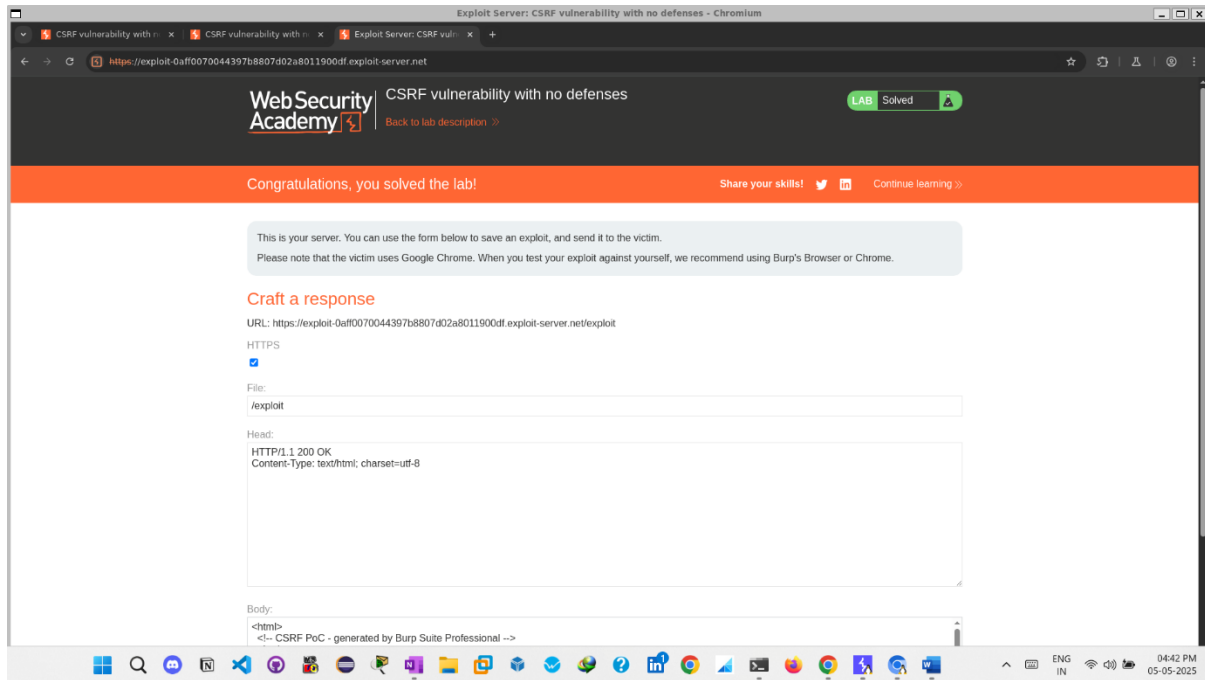 Exploit Server: CSRF vulnerability with no defenses - Chromium
CSRF vulnerability with n
CSRF vulnerability with n
Exploit Server: CSRF vuln
https://exploit-0aff0070044397b8807d02a8011900df.exploit-server.net
WebSecurity
Academy
CSRF vulnerability with no defenses
Back to lab description
LAB Solved
Congratulations, you solved the lab!
Share your skills!
Continue learning
This is your server. You can use the form below to save an exploit, and send it to the victim.
Please note that the victim uses Google Chrome. When you test your exploit against yourself, we recommend using Burp's Browser or Chrome.
Craft a response
URL: https://exploit-0aff0070044397b8807d02a8011900df.exploit-server.net/exploit
HTTPS
File:
/exploit
Head:
HTTP/1.1 200 OK
Content-Type: text/html; charset=utf-8
Body:
<html>
<!-- CSRF PoC - generated by Burp Suite Professional -->
ENG
IN
04:42 PM
05-05-2025